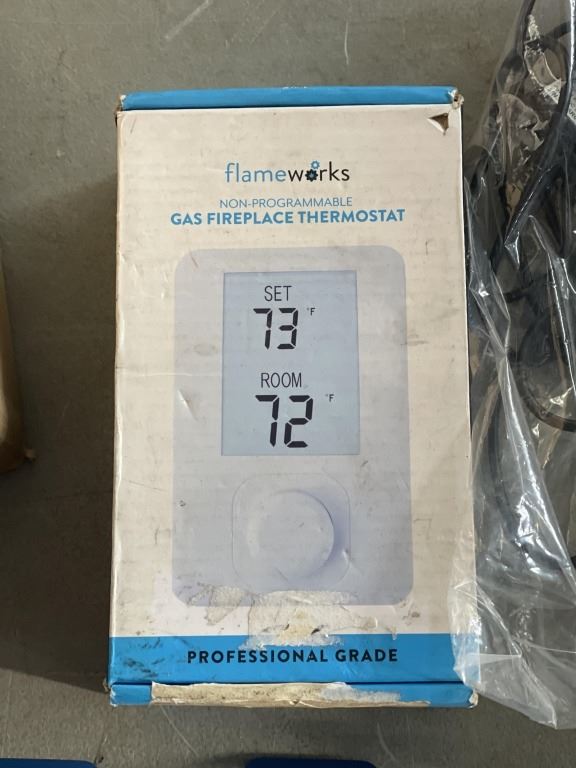 flameworks
NON-PROGRAMMABLE
GAS FIREPLACE THERMOSTAT
SET
73 °F
ROOM
72 °F
PROFESSIONAL GRADE